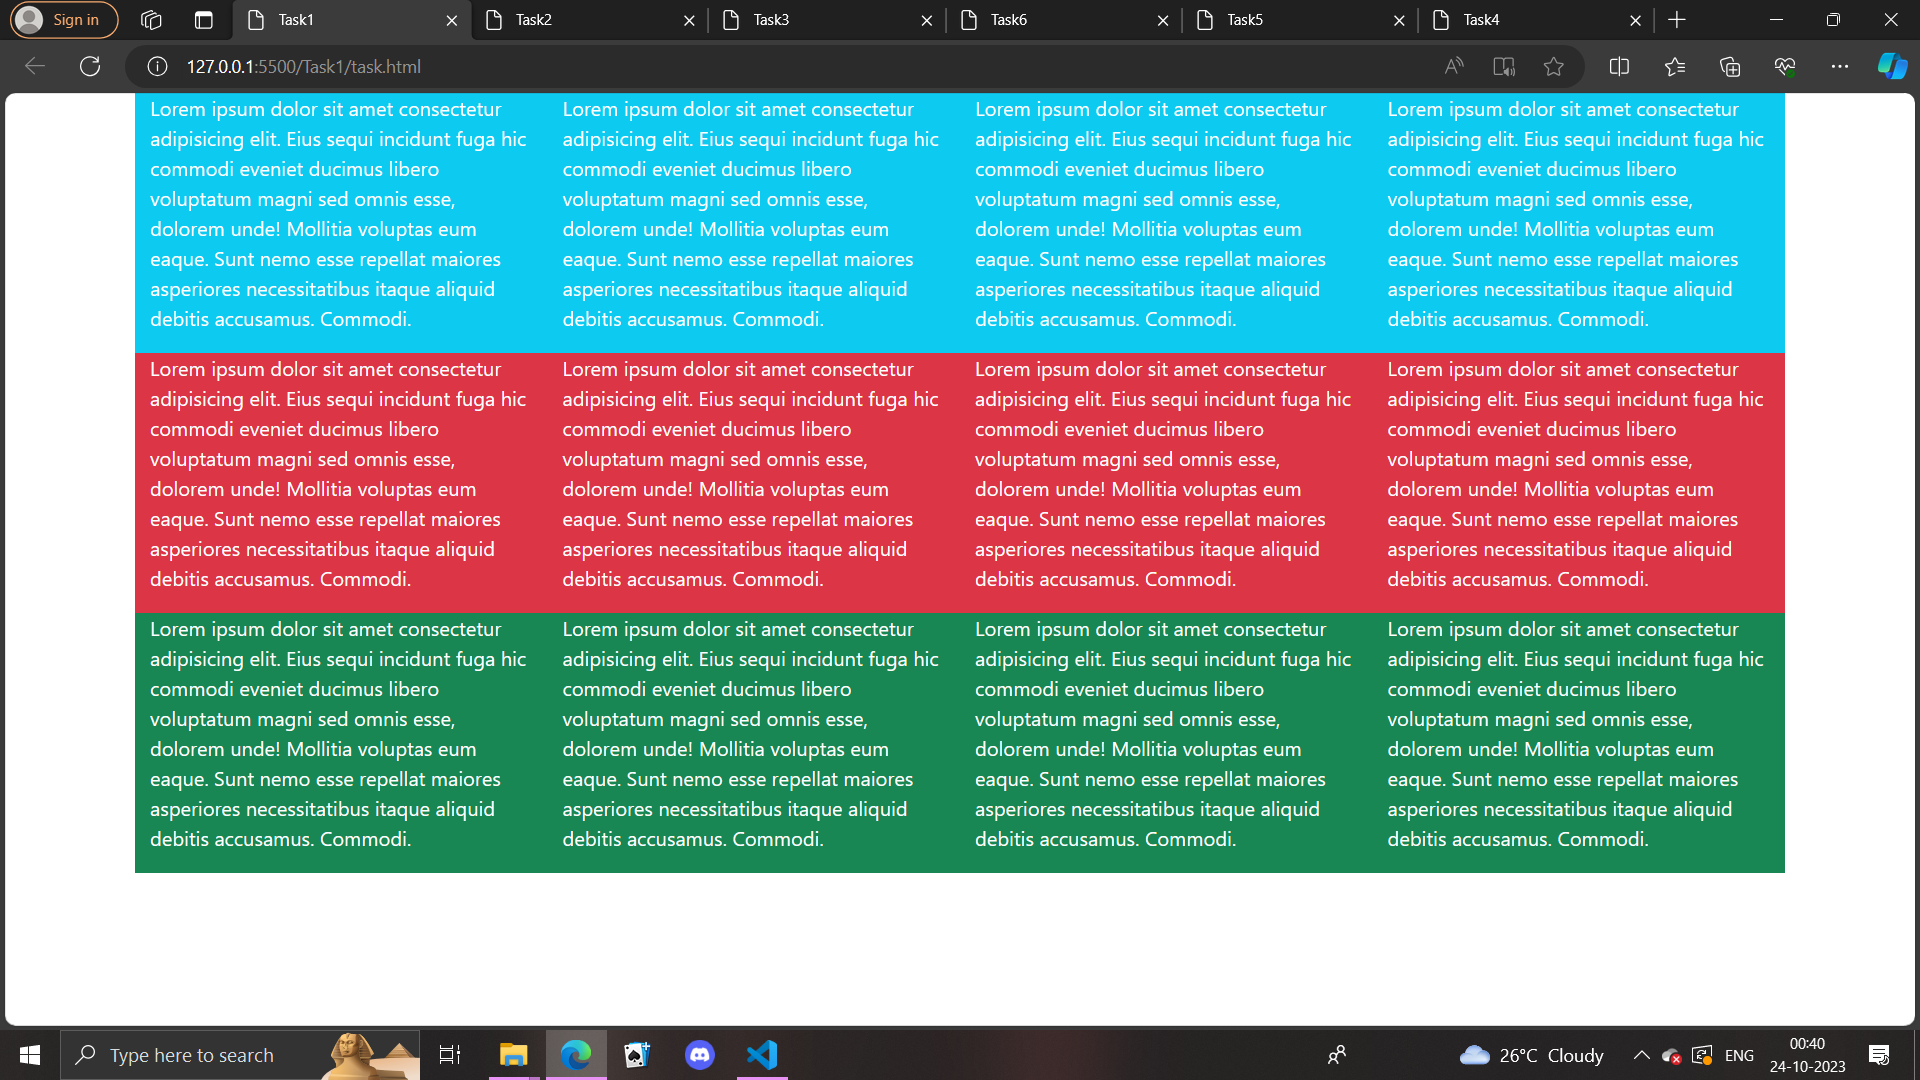 Sign in
Task1
Task2
Task3
Task6
Task5
Task4
127.0.0.1:5500/Task1/task.html
Lorem ipsum dolor sit amet consectetur
adipisicing elit. Eius sequi incidunt fuga hic
commodi eveniet ducimus libero
voluptatum magni sed omnis esse,
dolorem unde! Mollitia voluptas eum
eaque. Sunt nemo esse repellat maiores
asperiores necessitatibus itaque aliquid
debitis accusamus. Commodi.
Lorem ipsum dolor sit amet consectetur
adipisicing elit. Eius sequi incidunt fuga hic
commodi eveniet ducimus libero
voluptatum magni sed omnis esse,
dolorem unde! Mollitia voluptas eum
eaque. Sunt nemo esse repellat maiores
asperiores necessitatibus itaque aliquid
debitis accusamus. Commodi.
Lorem ipsum dolor sit amet consectetur
adipisicing elit. Eius sequi incidunt fuga hic
commodi eveniet ducimus libero
voluptatum magni sed omnis esse,
dolorem unde! Mollitia voluptas eum
eaque. Sunt nemo esse repellat maiores
asperiores necessitatibus itaque aliquid
debitis accusamus. Commodi.
Lorem ipsum dolor sit amet consectetur
adipisicing elit. Eius sequi incidunt fuga hic
commodi eveniet ducimus libero
voluptatum magni sed omnis esse,
dolorem unde! Mollitia voluptas eum
eaque. Sunt nemo esse repellat maiores
asperiores necessitatibus itaque aliquid
debitis accusamus. Commodi.
Lorem ipsum dolor sit amet consectetur
adipisicing elit. Eius sequi incidunt fuga hic
commodi eveniet ducimus libero
voluptatum magni sed omnis esse,
dolorem unde! Mollitia voluptas eum
eaque. Sunt nemo esse repellat maiores
asperiores necessitatibus itaque aliquid
debitis accusamus. Commodi.
Lorem ipsum dolor sit amet consectetur
adipisicing elit. Eius sequi incidunt fuga hic
commodi eveniet ducimus libero
voluptatum magni sed omnis esse,
dolorem unde! Mollitia voluptas eum
eaque. Sunt nemo esse repellat maiores
asperiores necessitatibus itaque aliquid
debitis accusamus. Commodi.
Lorem ipsum dolor sit amet consectetur
adipisicing elit. Eius sequi incidunt fuga hic
commodi eveniet ducimus libero
voluptatum magni sed omnis esse,
dolorem unde! Mollitia voluptas eum
eaque. Sunt nemo esse repellat maiores
asperiores necessitatibus itaque aliquid
debitis accusamus. Commodi.
Lorem ipsum dolor sit amet consectetur
adipisicing elit. Eius sequi incidunt fuga hic
commodi eveniet ducimus libero
voluptatum magni sed omnis esse,
dolorem unde! Mollitia voluptas eum
eaque. Sunt nemo esse repellat maiores
asperiores necessitatibus itaque aliquid
debitis accusamus. Commodi.
Lorem ipsum dolor sit amet consectetur
adipisicing elit. Eius sequi incidunt fuga hic
commodi eveniet ducimus libero
voluptatum magni sed omnis esse,
dolorem unde! Mollitia voluptas eum
eaque. Sunt nemo esse repellat maiores
asperiores necessitatibus itaque aliquid
debitis accusamus. Commodi.
Lorem ipsum dolor sit amet consectetur
adipisicing elit. Eius sequi incidunt fuga hic
commodi eveniet ducimus libero
voluptatum magni sed omnis esse,
dolorem unde! Mollitia voluptas eum
eaque. Sunt nemo esse repellat maiores
asperiores necessitatibus itaque aliquid
debitis accusamus. Commodi.
Lorem ipsum dolor sit amet consectetur
adipisicing elit. Eius sequi incidunt fuga hic
commodi eveniet ducimus libero
voluptatum magni sed omnis esse,
dolorem unde! Mollitia voluptas eum
eaque. Sunt nemo esse repellat maiores
asperiores necessitatibus itaque aliquid
debitis accusamus. Commodi.
Lorem ipsum dolor sit amet consectetur
adipisicing elit. Eius sequi incidunt fuga hic
commodi eveniet ducimus libero
voluptatum magni sed omnis esse,
dolorem unde! Mollitia voluptas eum
eaque. Sunt nemo esse repellat maiores
asperiores necessitatibus itaque aliquid
debitis accusamus. Commodi.
Type here to search
26°C Cloudy
ENG
00:40
24-10-2023